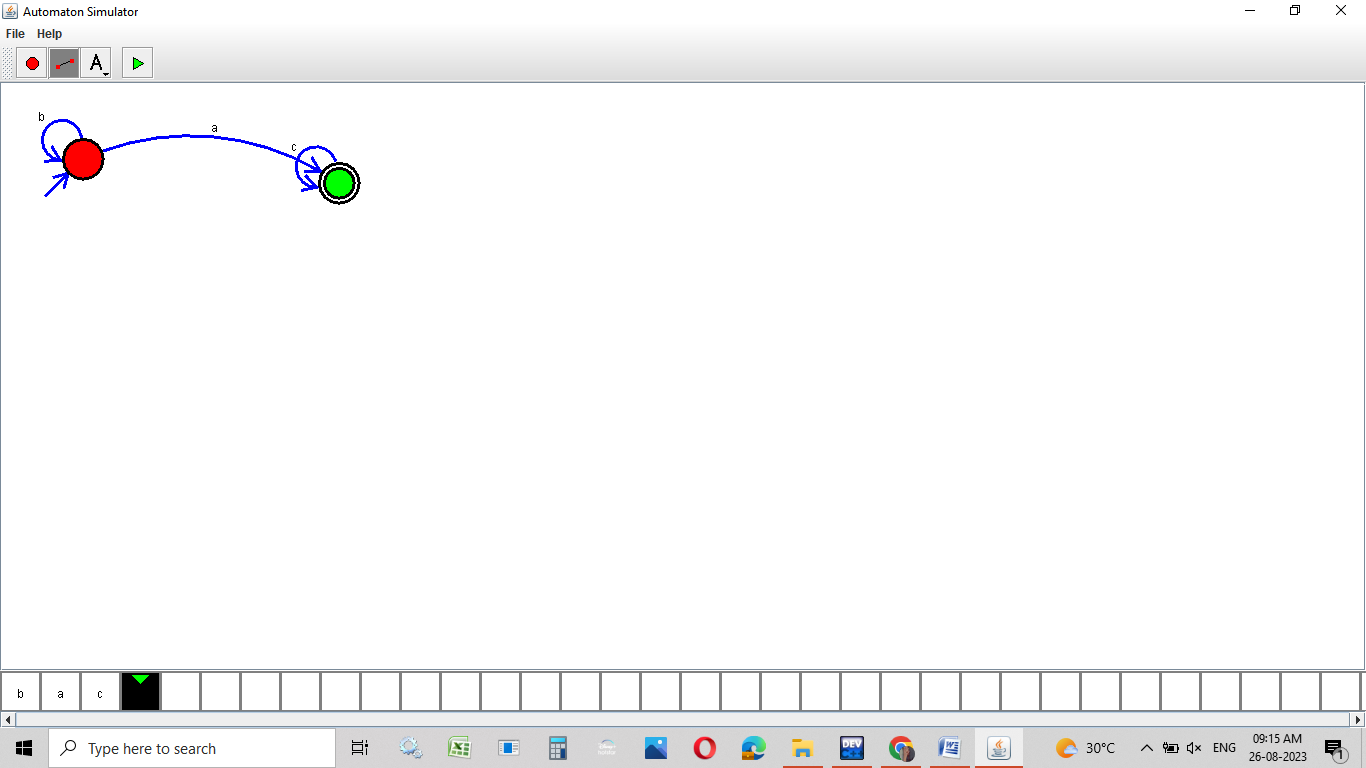 Automaton Simulator
File Help
A
b
a
c
b a c
Type here to search
DEV
30°C
ENG
09:15 AM
26-08-2023
1